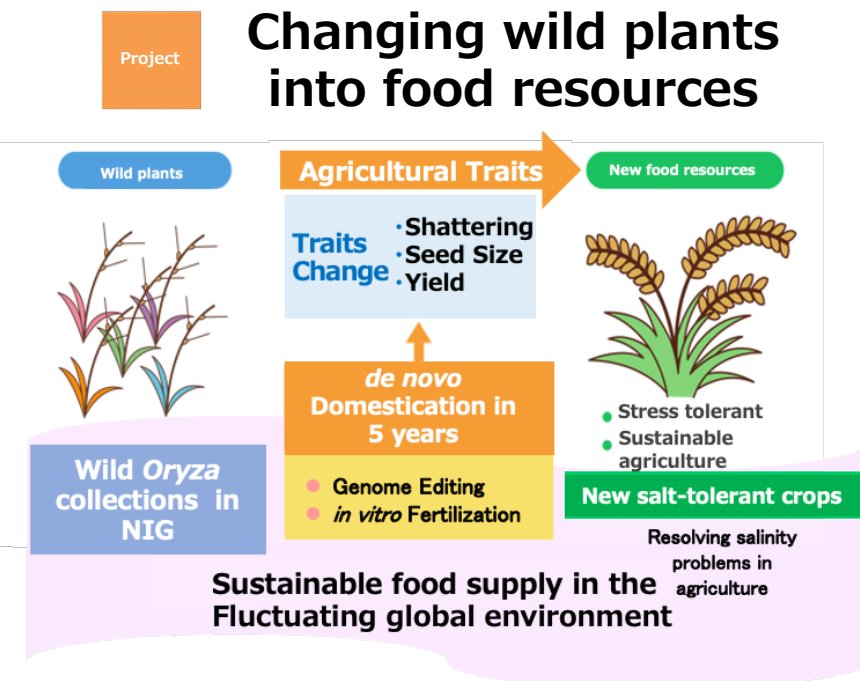 Project
Changing wild plants
into food resources
Wild plants
Agricultural Traits
New food resources
Traits
Change
・Shattering
・Seed Size
・Yield
de novo
Domestication in
5 years
Genome Editing
in vitro Fertilization
Stress tolerant
Sustainable
agriculture
Wild Oryza
collections in
NIG
New salt-tolerant crops
Resolving salinity
problems in
agriculture
Sustainable food supply in the
Fluctuating global environment